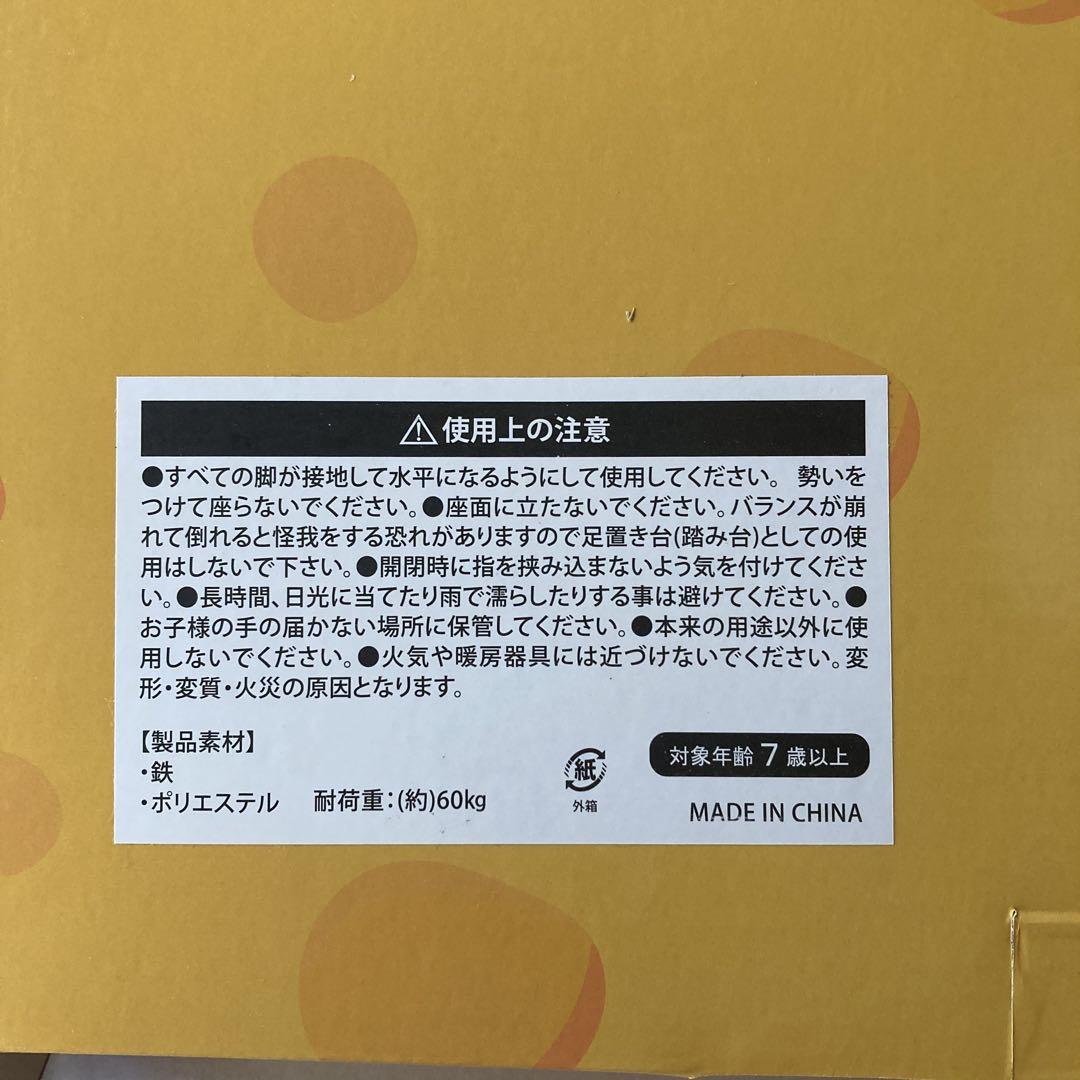 ⚠使用上の注意
●すべての脚が接地して水平になるようにして使用してください。 勢いを
つけて座らないでください。●座面に立たないでください。バランスが崩
れて倒れると怪我をする恐れがありますので足置き台(踏み台)としての使
用はしないで下さい。●開閉時に指を挟み込まないよう気を付けてくださ
い。●長時間、日光に当てたり雨で濡らしたりする事は避けてください。●
お子様の手の届かない場所に保管してください。●本来の用途以外に使
用しないでください。●火気や暖房器具には近づけないでください。変
形・変質・火災の原因となります。
【製品素材】
・鉄
・ポリエステル 耐荷重：(約)60kg
紙
外箱
対象年齢 7 歳以上
MADE IN CHINA